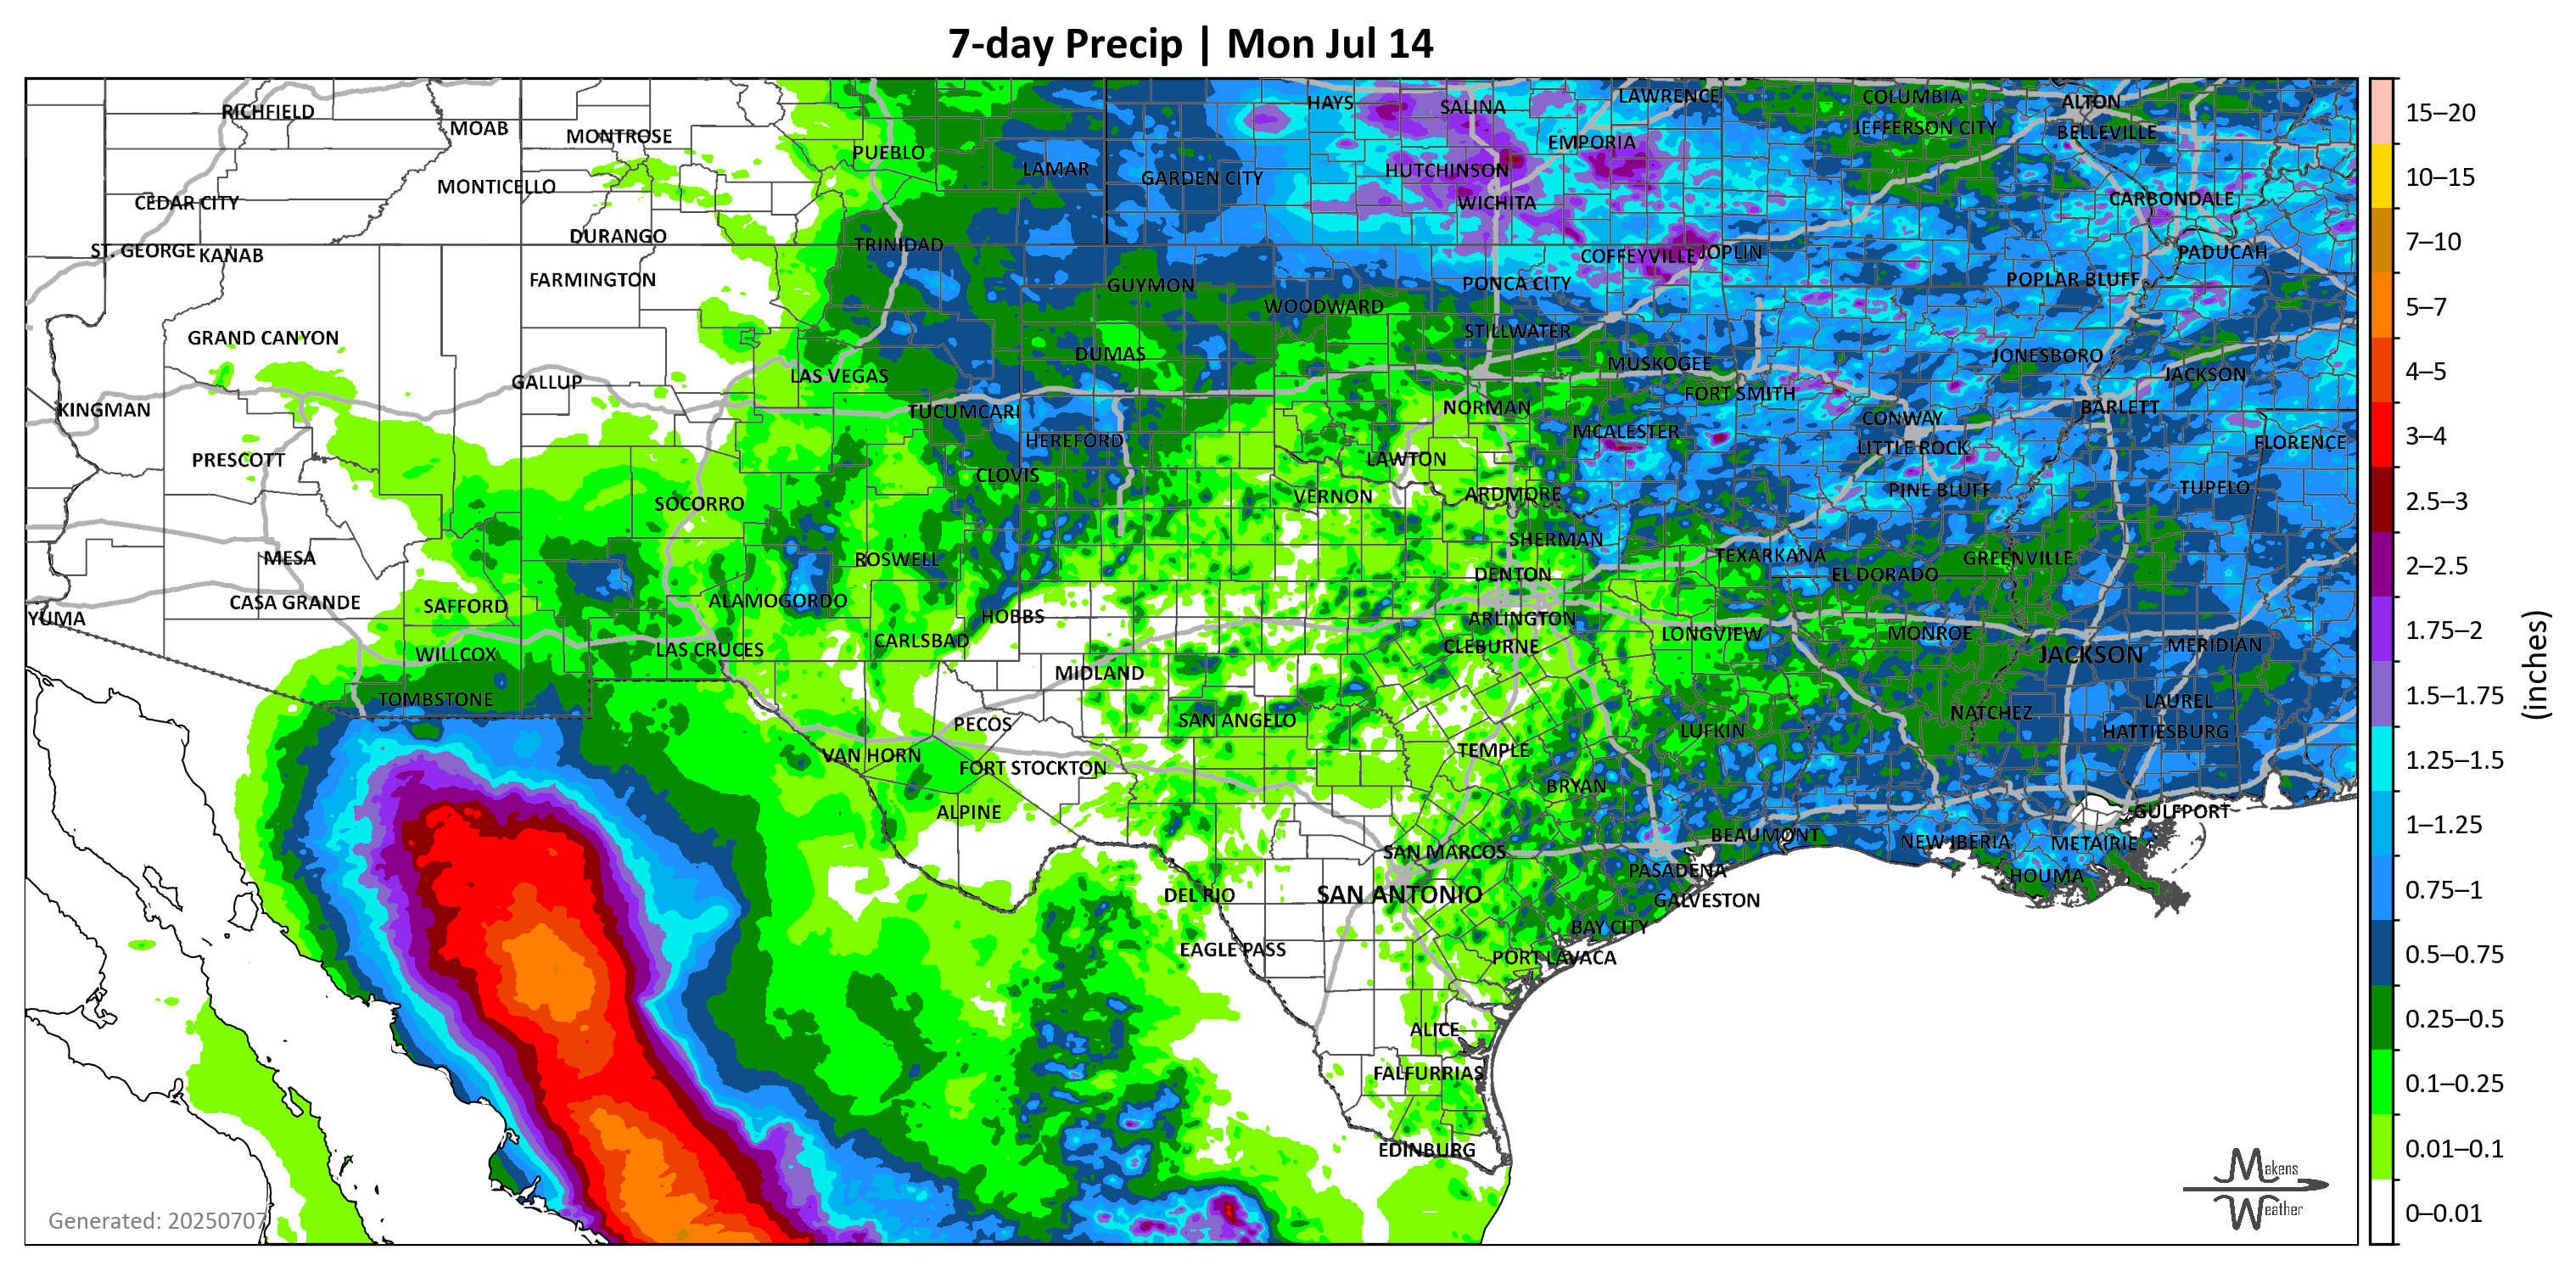 7-day Precip | Mon Jul 14
RICHFIELD
MOAB
MONTROSE
PUEBLO
LAMAR
GARDEN CITY
HAYS
SALINA
LAWRENCE
COLUMBIA
ALTON
JEFFERSON CITY
BELLEVILLE
EMPORIA
HUTCHINSON
CEDAR CITY
MONTICELLO
WICHITA
CARBONDALE
ST. GEORGE
KANAB
DURANGO
TRINIDAD
COFFEYVILLE
JOPLIN
PADUCAH
FARMINGTON
GUYMON
WOODWARD
PONCA CITY
POPLAR BLUFF
GRAND CANYON
DUMAS
STILLWATER
MUSKOGEE
JONESBORO
GALLUP
LAS VEGAS
FORT SMITH
JACKSON
KINGMAN
TUCUMCARI
NORMAN
CONWAY
BARLETT
PRESCOTT
HEREFORD
MCALESTER
LITTLE ROCK
FLORENCE
CLOVIS
LAWTON
SOCORRO
VERNON
ARDMORE
PINE BLUFF
TUPELO
MESA
ROSWELL
SHERMAN
TEXARKANA
GREENVILLE
DENTON
EL DORADO
YUMA
CASA GRANDE
SAFFORD
ALAMOGORDO
HOBBS
ARLINGTON
WILLCOX
LAS CRUCES
CARLSBAD
CLEBURNE
LONGVIEW
MONROE
JACKSON
MERIDIAN
TOMBSTONE
MIDLAND
PECOS
SAN ANGELO
NATCHEZ
LAUREL
VAN HORN
FORT STOCKTON
TEMPLE
LUFKIN
HATTIESBURG
ALPINE
BRYAN
GULFPORT
SAN MARCOS
BEAUMONT
NEW IBERIA
METAIRIE
DEL RIO
SAN ANTONIO
PASADENA
HOUMA
GALVESTON
EAGLE PASS
BAY CITY
PORT LAVACA
ALICE
FALFURRIAS
EDINBURG
Generated: 20250707
Makens
Weather
15–20
10–15
7–10
5–7
4–5
3–4
2.5–3
2–2.5
1.75–2
1.5–1.75
1.25–1.5
1–1.25
0.75–1
0.5–0.75
0.25–0.5
0.1–0.25
0.01–0.1
0–0.01
(inches)